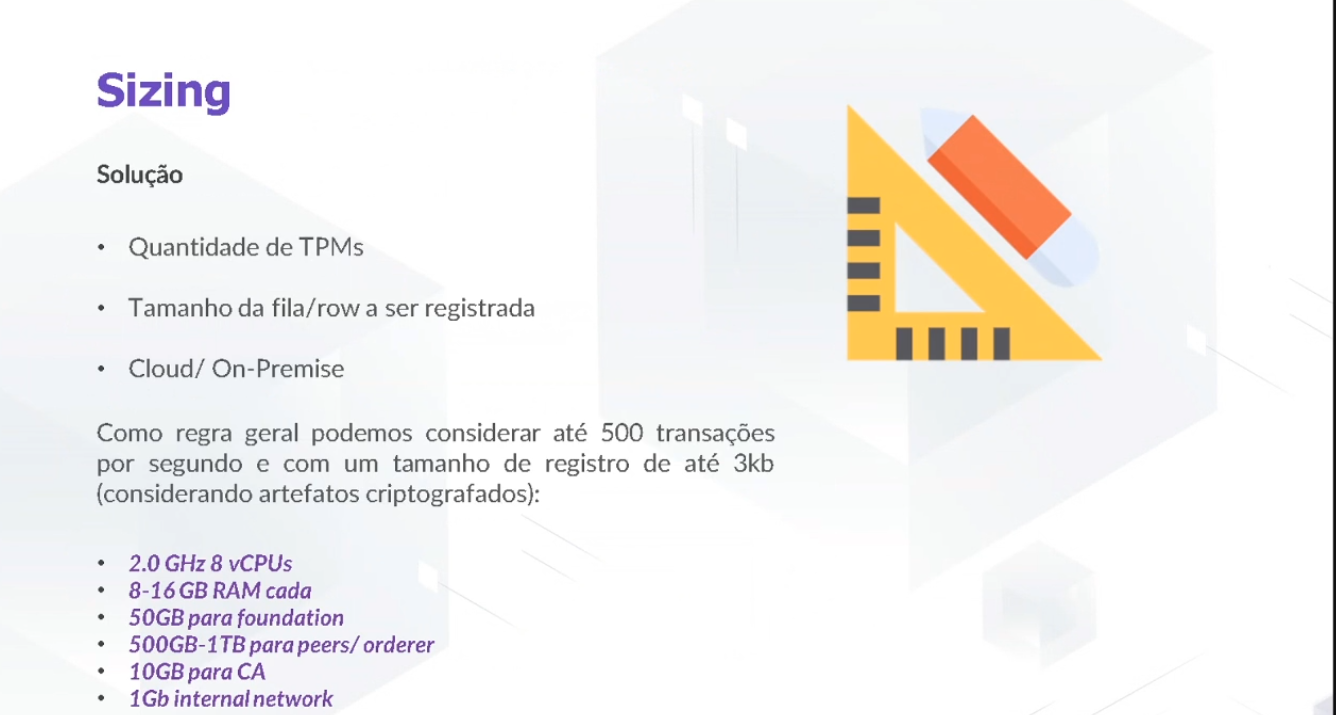 Sizing
Solução
• Quantidade de TPMs
• Tamanho da fila/row a ser registrada
• Cloud/ On-Premise
Como regra geral podemos considerar até 500 transações
por segundo e com um tamanho de registro de até 3kb
(considerando artefatos criptografados):
• 2.0 GHz 8 vCPUs
• 8-16 GB RAM cada
• 50GB para foundation
• 500GB-1TB para peers/ orderer
• 10GB para CA
• 1Gb internal network